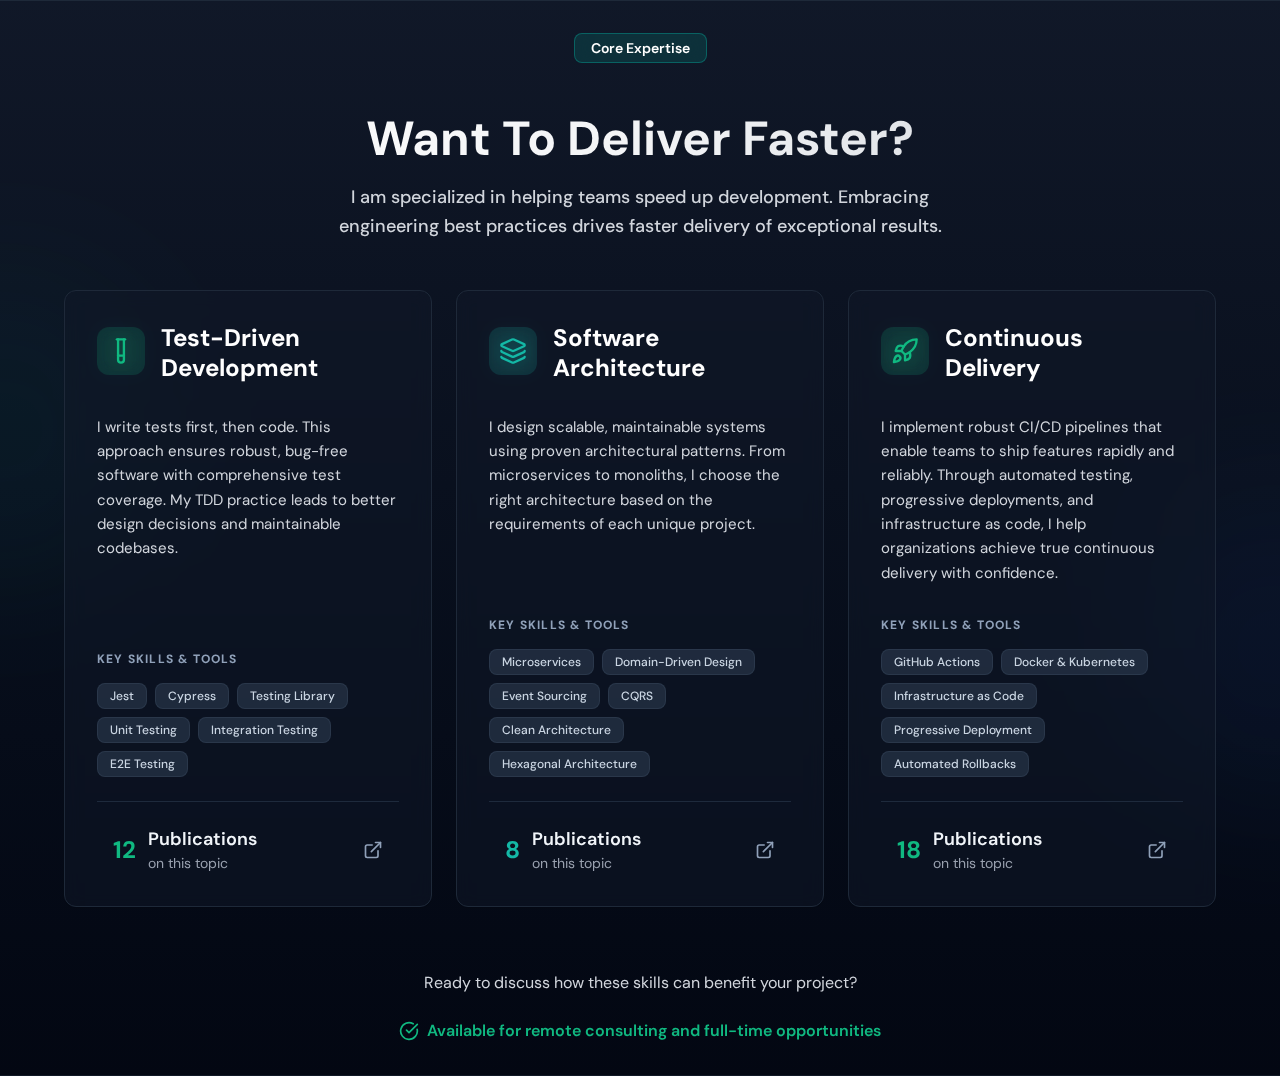 Core Expertise
Want To Deliver Faster?
I am specialized in helping teams speed up development. Embracing
engineering best practices drives faster delivery of exceptional results.
Test-Driven
Development
I write tests first, then code. This
approach ensures robust, bug-free
software with comprehensive test
coverage. My TDD practice leads to better
design decisions and maintainable
codebases.
KEY SKILLS & TOOLS
Jest
Cypress
Testing Library
Unit Testing
Integration Testing
E2E Testing
12
Publications
on this topic
Software
Architecture
I design scalable, maintainable systems
using proven architectural patterns. From
microservices to monoliths, I choose the
right architecture based on the
requirements of each unique project.
KEY SKILLS & TOOLS
Microservices
Domain-Driven Design
Event Sourcing
CQRS
Clean Architecture
Hexagonal Architecture
8
Publications
on this topic
Continuous
Delivery
I implement robust CI/CD pipelines that
enable teams to ship features rapidly and
reliably. Through automated testing,
progressive deployments, and
infrastructure as code, I help
organizations achieve true continuous
delivery with confidence.
KEY SKILLS & TOOLS
GitHub Actions
Docker & Kubernetes
Infrastructure as Code
Progressive Deployment
Automated Rollbacks
18
Publications
on this topic
Ready to discuss how these skills can benefit your project?
Available for remote consulting and full-time opportunities